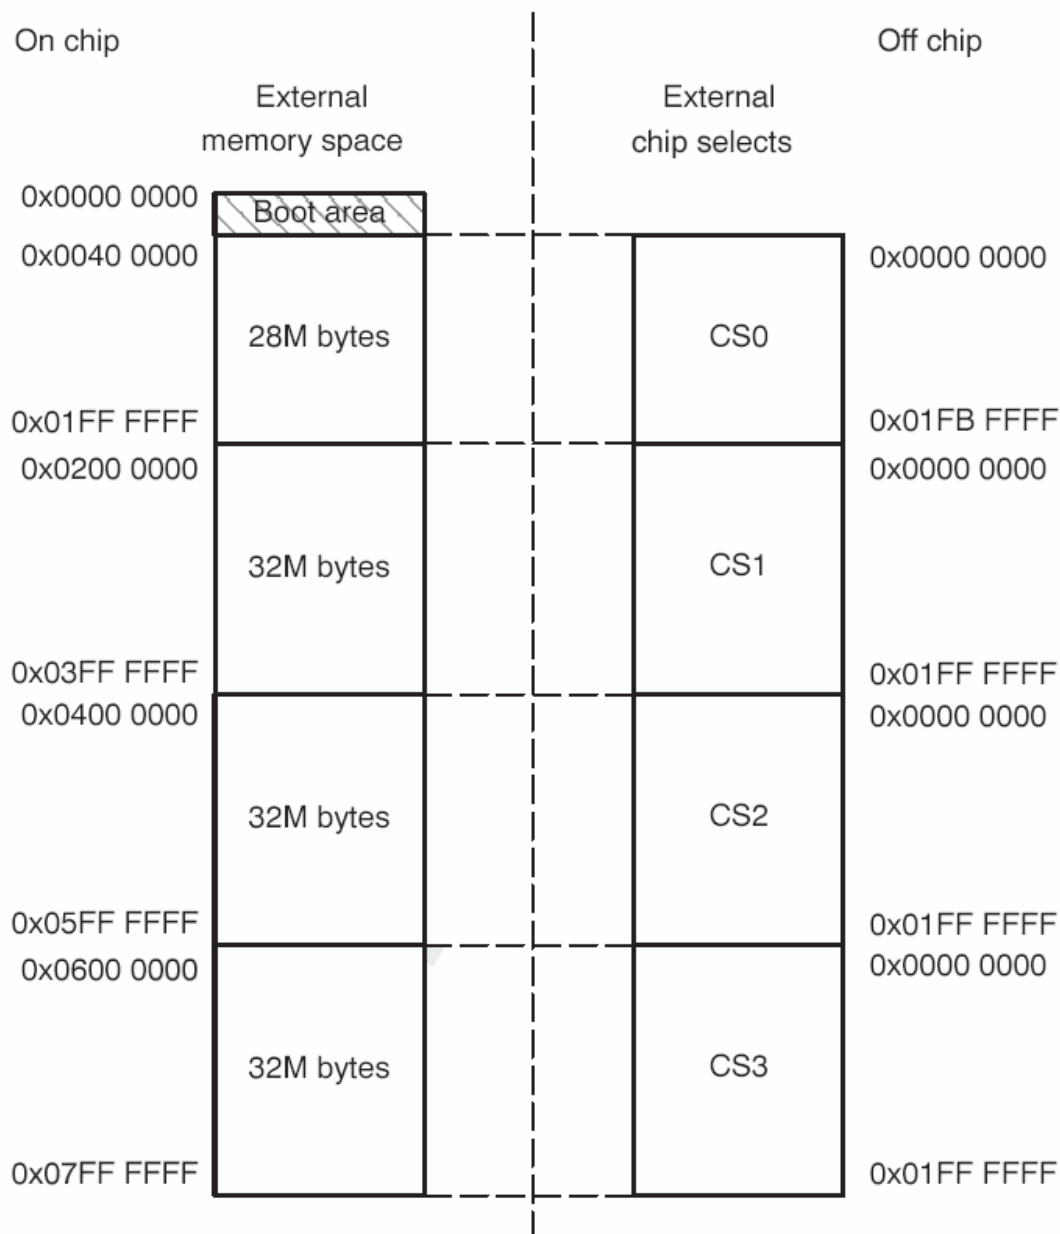 On chip
Off chip
External
memory space
External
chip selects
0x0000 0000
Boot area
0x0040 0000
0x0000 0000
28M bytes
CS0
0x01FF FFFF
0x01FB FFFF
0x0200 0000
0x0000 0000
32M bytes
CS1
0x03FF FFFF
0x01FF FFFF
0x0400 0000
0x0000 0000
32M bytes
CS2
0x05FF FFFF
0x01FF FFFF
0x0600 0000
0x0000 0000
32M bytes
CS3
0x07FF FFFF
0x01FF FFFF